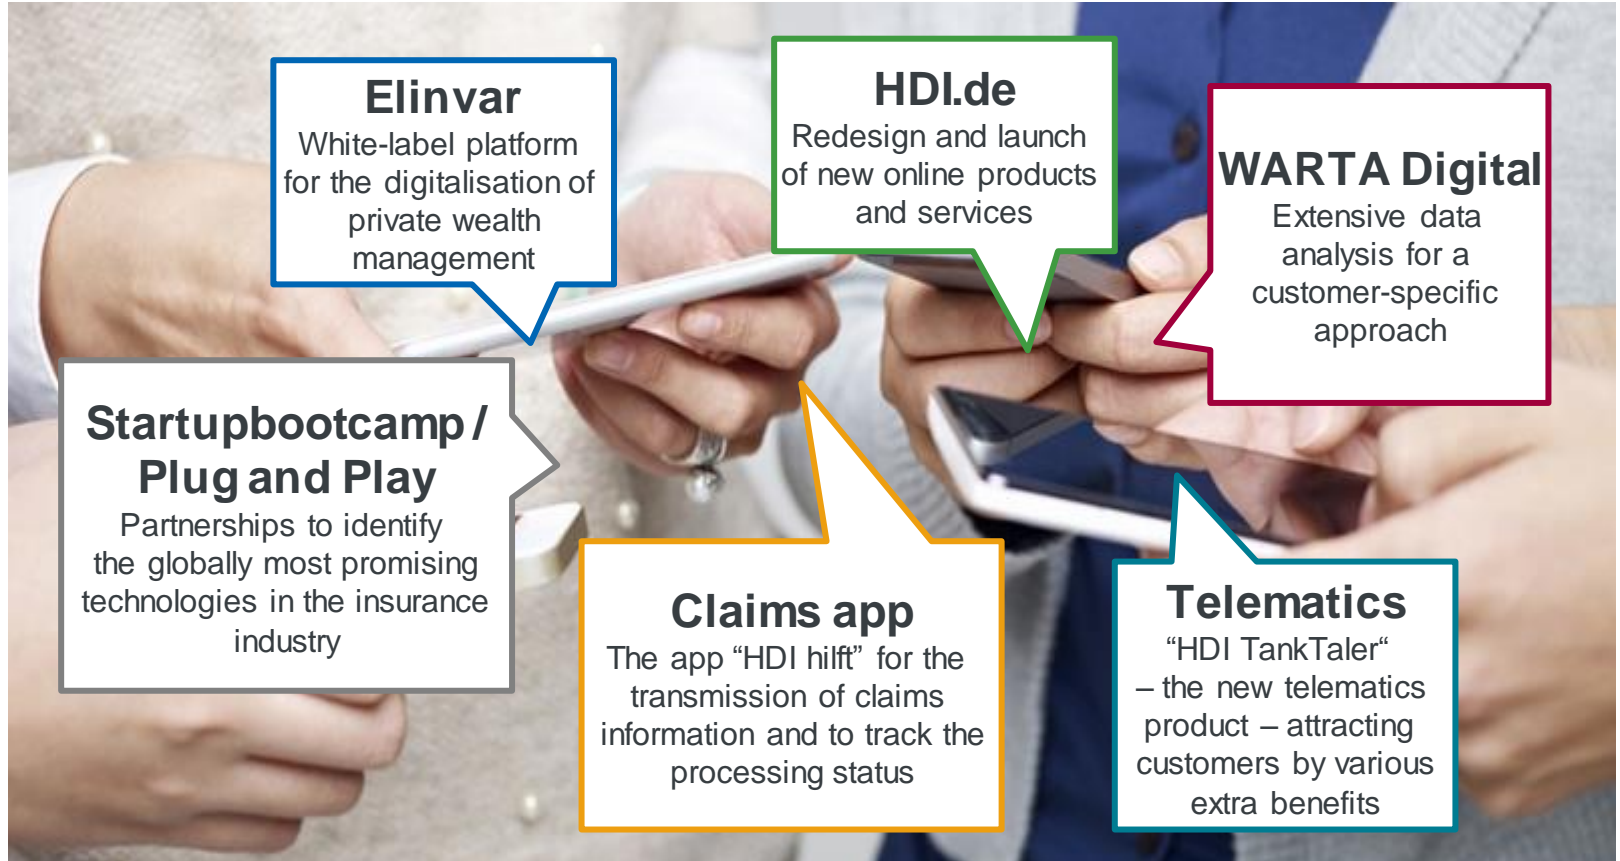 Elinvar
White-label platform
for the digitalisation of
private wealth
management
HDI.de
Redesign and launch
of new online products
and services
WARTA Digital
Extensive data
analysis for a
customer-specific
approach
Startupbootcamp /
Plug and Play
Partnerships to identify
the globally most promising
technologies in the insurance
industry
Claims app
The app “HDI hilft” for the
transmission of claims
information and to track the
processing status
Telematics
“HDI TankTaler“
– the new telematics
product – attracting
customers by various
extra benefits